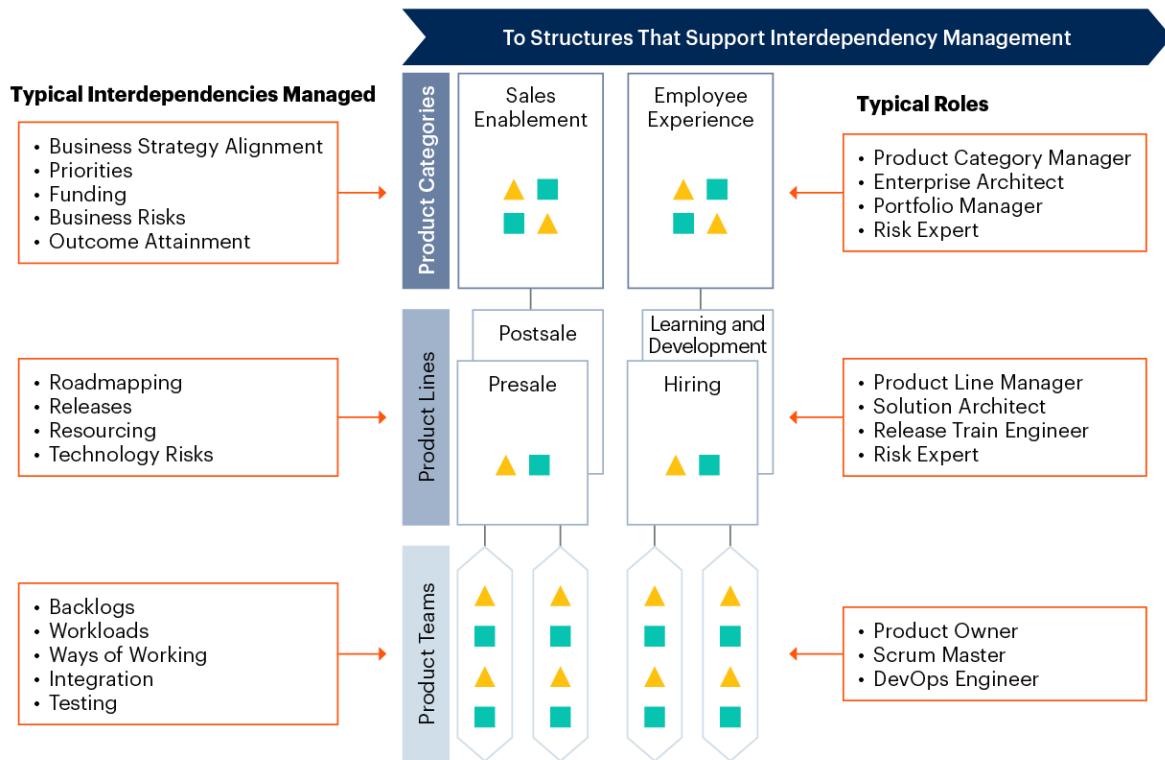 To Structures That Support Interdependency Management
Typical Interdependencies Managed
• Business Strategy Alignment
• Priorities
• Funding
• Business Risks
• Outcome Attainment
Product Categories
Sales
Enablement
Employee
Experience
Typical Roles
• Product Category Manager
• Enterprise Architect
• Portfolio Manager
• Risk Expert
• Roadmapping
• Releases
• Resourcing
• Technology Risks
Product Lines
Postsale
Presale
Learning and
Development
Hiring
• Product Line Manager
• Solution Architect
• Release Train Engineer
• Risk Expert
• Backlogs
• Workloads
• Ways of Working
• Integration
• Testing
Product Teams
• Product Owner
• Scrum Master
• DevOps Engineer